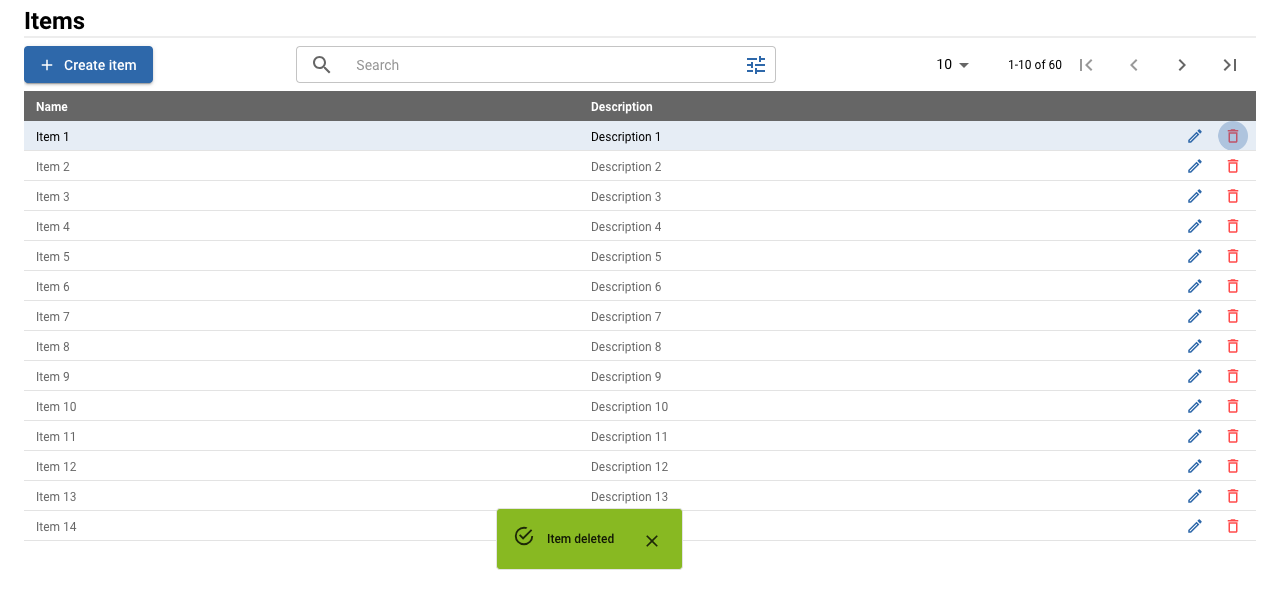 Items
Create item
Search
10
1-10 of 60
Name Description
Item 1 Description 1
Item 2 Description 2
Item 3 Description 3
Item 4 Description 4
Item 5 Description 5
Item 6 Description 6
Item 7 Description 7
Item 8 Description 8
Item 9 Description 9
Item 10 Description 10
Item 11 Description 11
Item 12 Description 12
Item 13 Description 13
Item 14
Item deleted